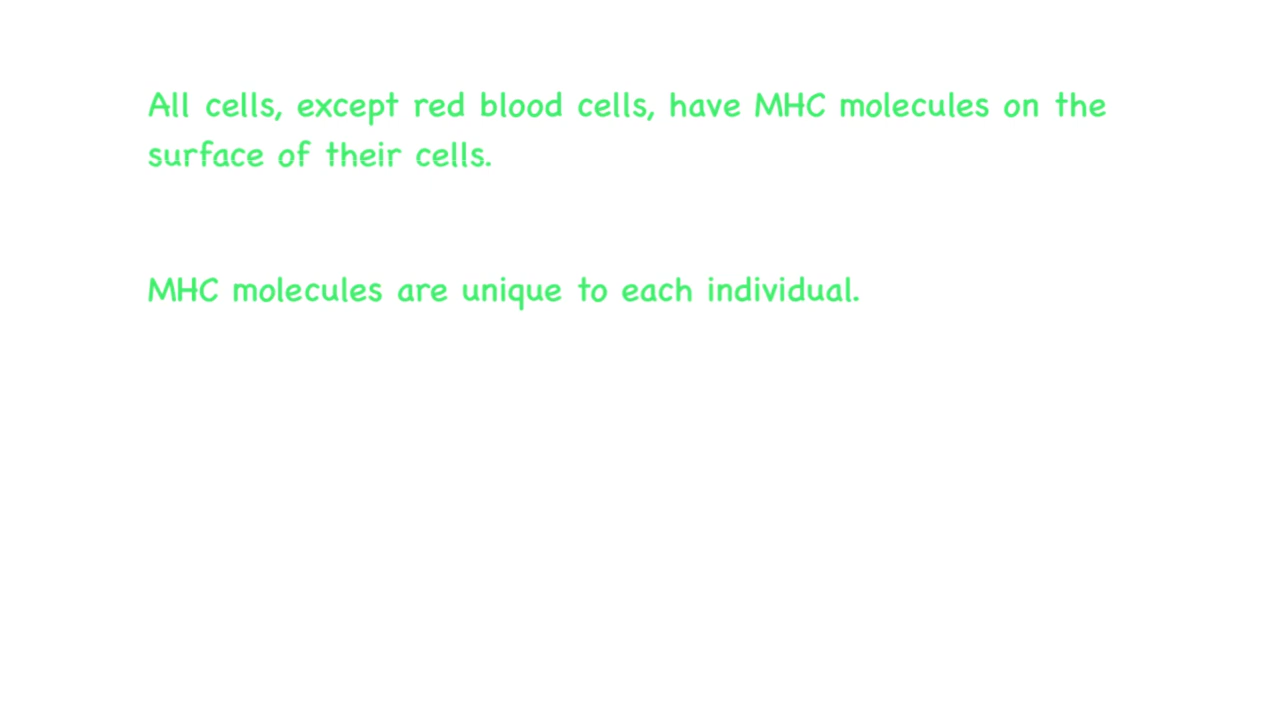 All cells, except red blood cells, have MHC molecules on the
surface of their cells.
MHC molecules are unique to each individual.